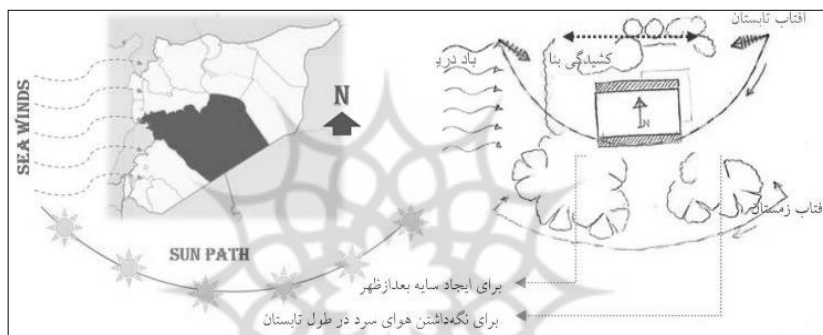 SEA WINDS
N
SUN PATH
آفتاب تابستان
باد دریا
کشیدگی بنا
N
آفتاب زمستان
برای ایجاد سایه بعدازظهر
برای نگه‌داشتن هوای سرد در طول تابستان